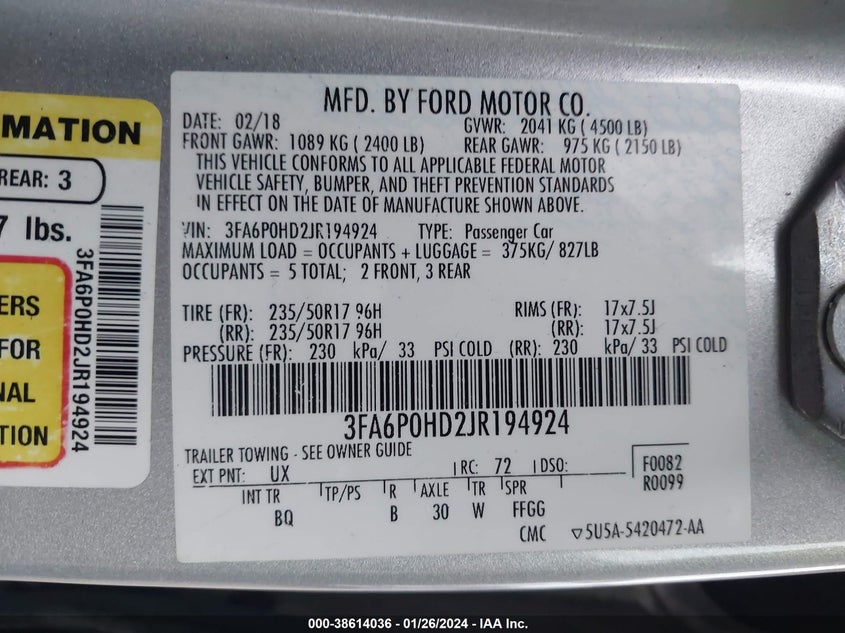 MATION
REAR: 3
7 lbs.
ERS
FOR
NAL
TION
3FA6P0HD2JR194924
MFD. BY FORD MOTOR CO.
DATE: 02/18 GVWR: 2041 KG ( 4500 LB)
FRONT GAWR: 1089 KG ( 2400 LB) REAR GAWR: 975 KG ( 2150 LB)
THIS VEHICLE CONFORMS TO ALL APPLICABLE FEDERAL MOTOR
VEHICLE SAFETY, BUMPER, AND THEFT PREVENTION STANDARDS
IN EFFECT ON THE DATE OF MANUFACTURE SHOWN ABOVE.
VIN: 3FA6P0HD2JR194924 TYPE: Passenger Car
MAXIMUM LOAD = OCCUPANTS + LUGGAGE = 375KG/ 827LB
OCCUPANTS = 5 TOTAL; 2 FRONT, 3 REAR
TIRE (FR): 235/50R17 96H RIMS (FR): 17x7.5J
(RR): 235/50R17 96H (RR): 17x7.5J
PRESSURE (FR): 230 kPa/ 33 PSI COLD (RR): 230 kPa/ 33 PSI COLD
3FA6P0HD2JR194924
TRAILER TOWING - SEE OWNER GUIDE
EXT PNT: UX RC: 72 DSO: F0082
R0099
INT TR TP/PS R AXLE TR SPR
BQ B 30 W FFGG
CMC ▽5U5A-5420472-AA
000-38614036 - 01/26/2024 - IAA Inc.